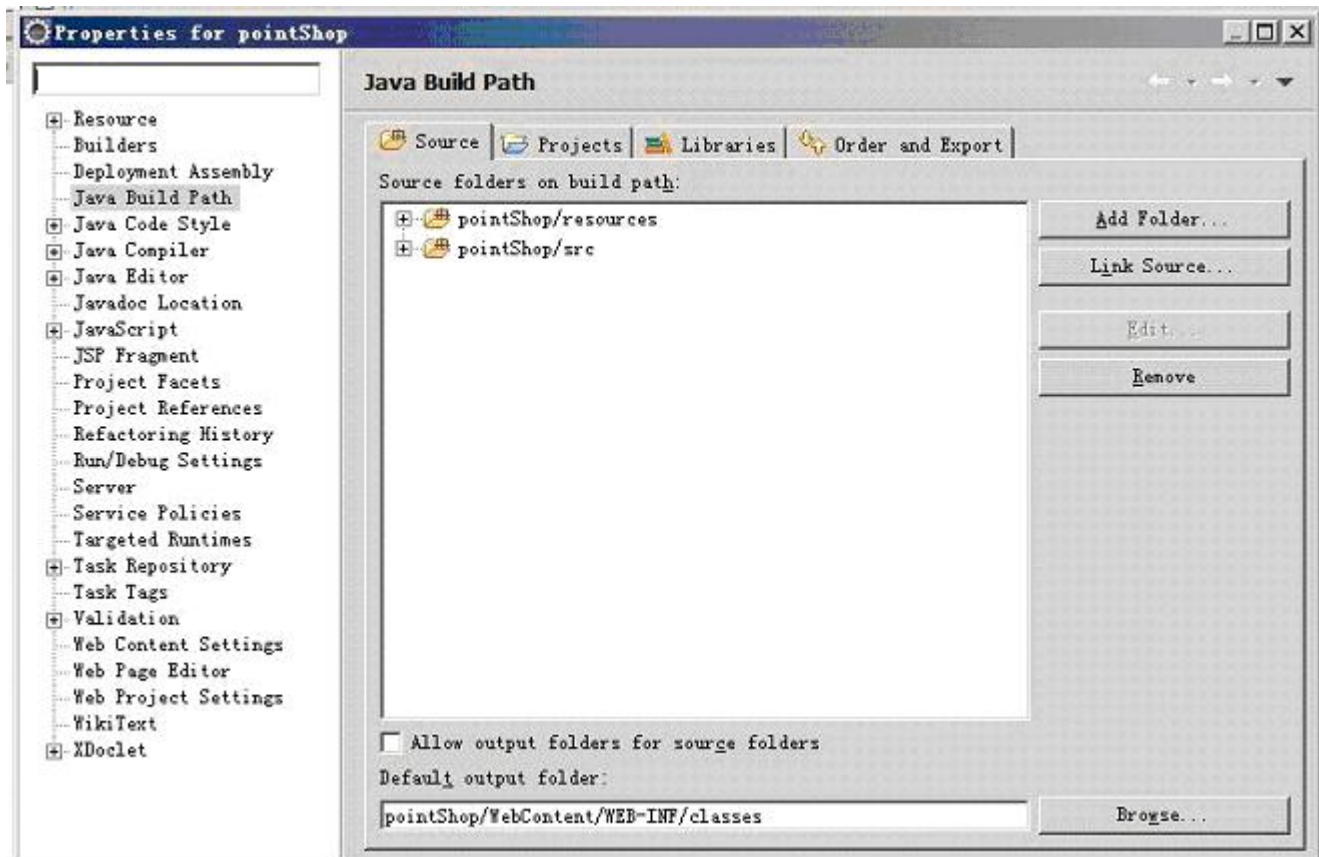 Properties for pointShop
Java Build Path
Resource
Builders
Deployment Assembly
Java Build Path
Java Code Style
Java Compiler
Java Editor
Javadoc Location
JavaScript
JSP Fragment
Project Facets
Project References
Refactoring History
Run/Debug Settings
Server
Service Policies
Targeted Runtimes
Task Repository
Task Tags
Validation
Web Content Settings
Web Page Editor
Web Project Settings
WikiText
XDoclet
Source Projects Libraries Order and Export
Source folders on build path:
pointShop/resources
pointShop/src
Add Folder...
Link Source...
Edit...
Remove
Allow output folders for source folders
Default output folder:
pointShop/WebContent/WEB-INF/classes
Browse...